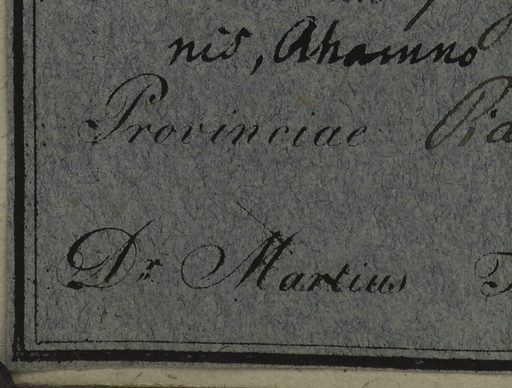 nis, Rhamno
Provinciae
Dr Martius